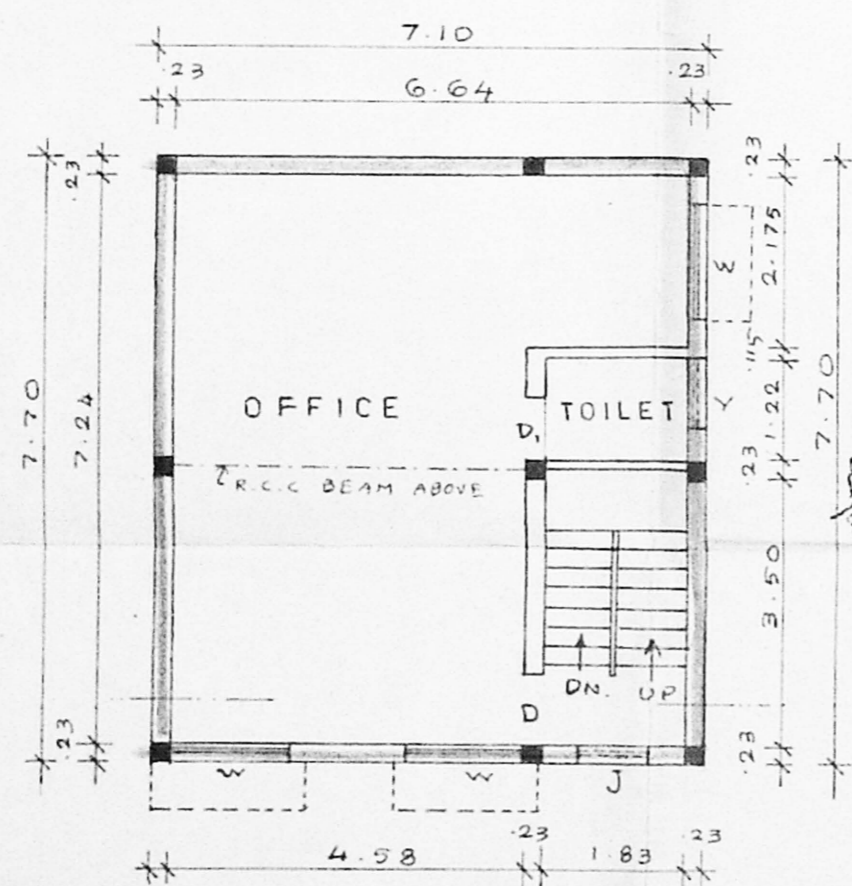 7.10
.23 .23
6.64
.23 .23
2.175
W
.115
7.70 7.24 OFFICE TOILET Y 1.22 7.70
D1
R.C.C BEAM ABOVE .23
3.50
DN. UP
D
.23 .23
W W J
.23 .23
4.58 1.83